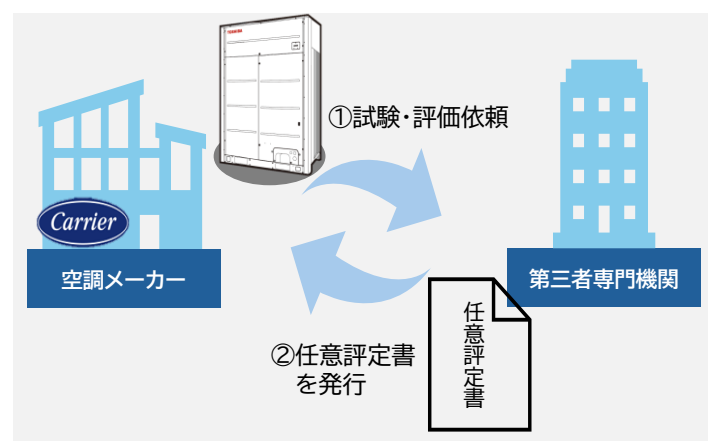 TOSHIBA
①試験・評価依頼
Carrier
空調メーカー
第三者専門機関
②任意評定書
を発行
任意評定書